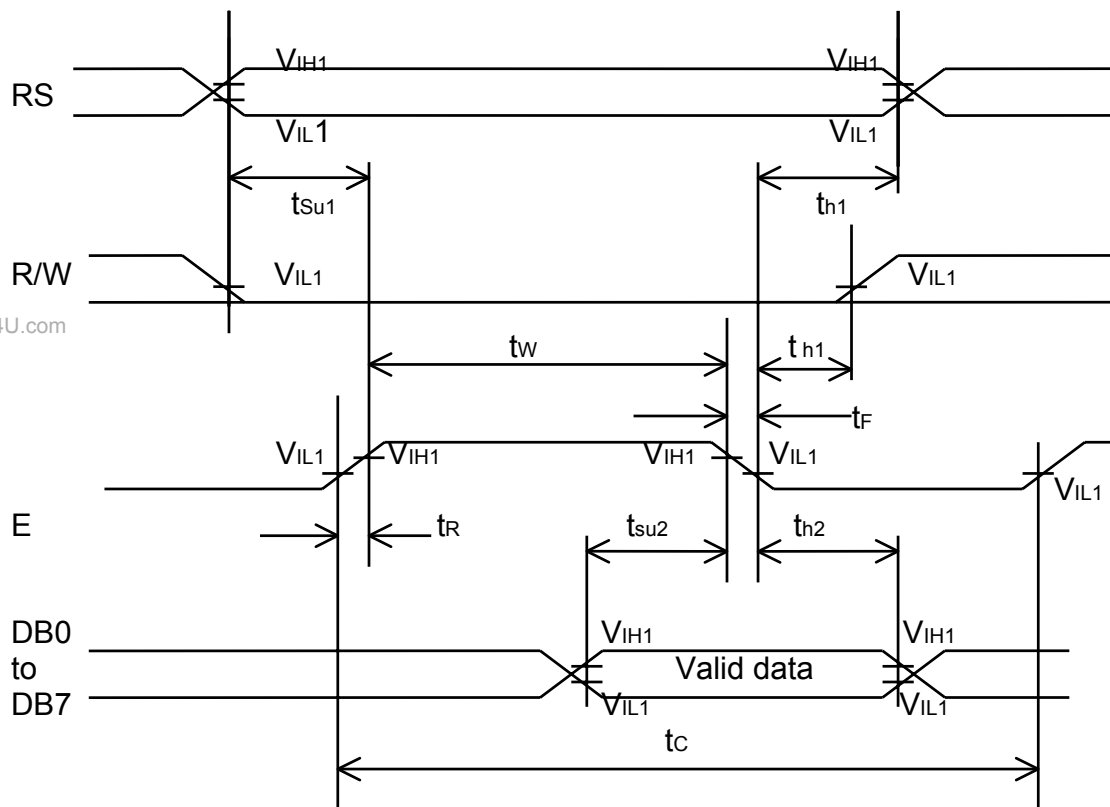 VIH1 VIH1
RS
VIL1 VIL1
tSu1 th1
R/W VIL1 VIL1
4U.com
tW th1
tF
VIL1 VIH1 VIH1 VIL1
VIL1
E tR tsu2 th2
DB0 VIH1 VIH1
to Valid data
DB7 VIL1 VIL1
tC